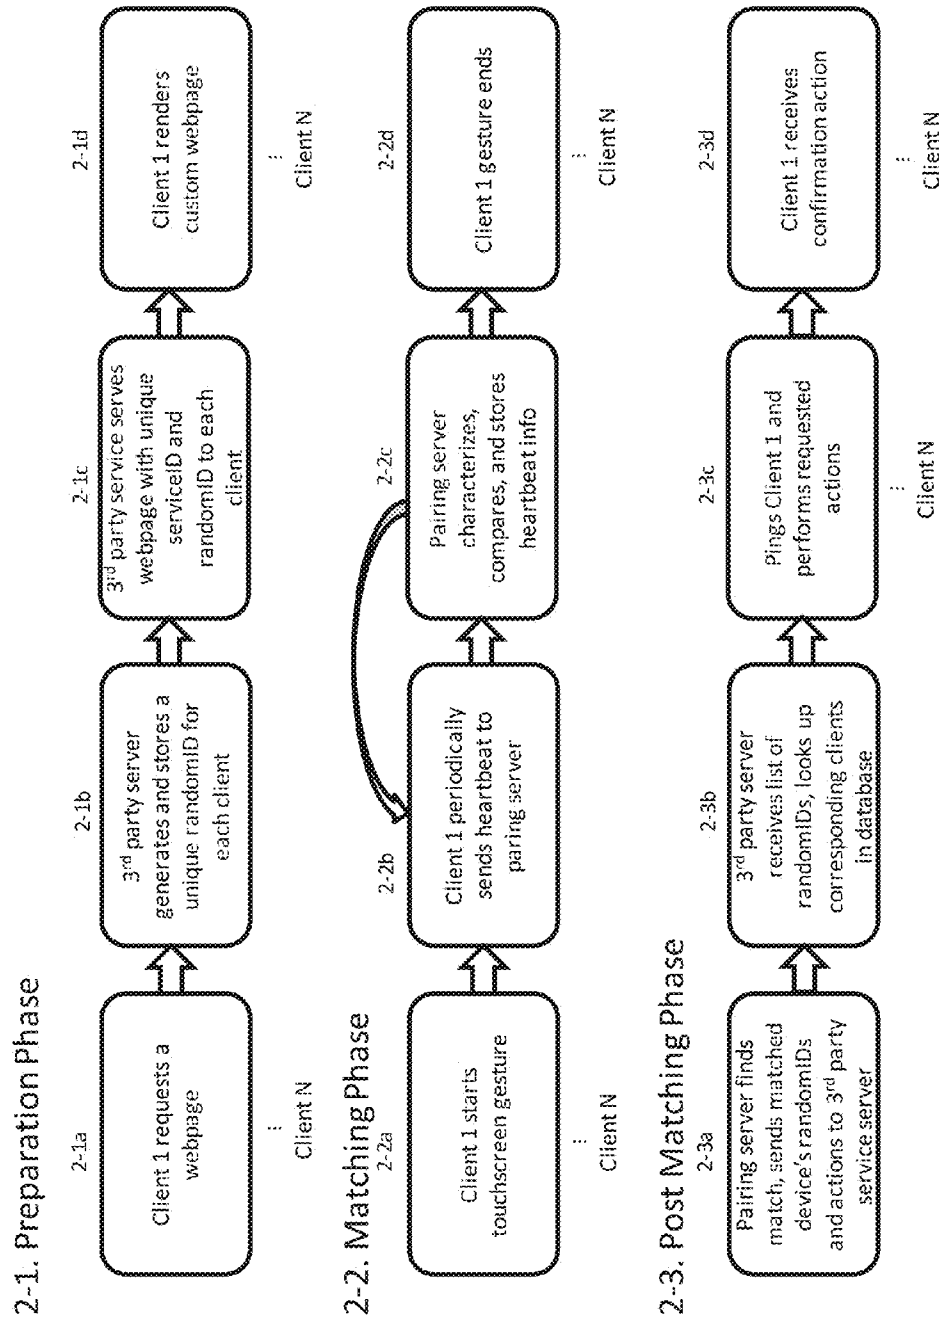 2-1. Preparation Phase
2-1a
Client 1 requests a
webpage
⋮
Client N
2-1b
3rd party server
generates and stores a
unique randomID for
each client
2-1c
3rd party service serves
webpage with unique
serviceID and
randomID to each
client
2-1d
Client 1 renders
custom webpage
⋮
Client N
2-2. Matching Phase
2-2a
Client 1 starts
touchscreen gesture
⋮
Client N
2-2b
Client 1 periodically
sends heartbeat to
pairing server
2-2c
Pairing server
characterizes,
compares, and stores
heartbeat info
2-2d
Client 1 gesture ends
⋮
Client N
2-3. Post Matching Phase
2-3a
Pairing server finds
match, sends matched
device's randomIDs
and actions to 3rd party
service server
2-3b
3rd party server
receives list of
randomIDs, looks up
corresponding clients
in database
2-3c
Pings Client 1 and
performs requested
actions
⋮
Client N
2-3d
Client 1 receives
confirmation action
⋮
Client N